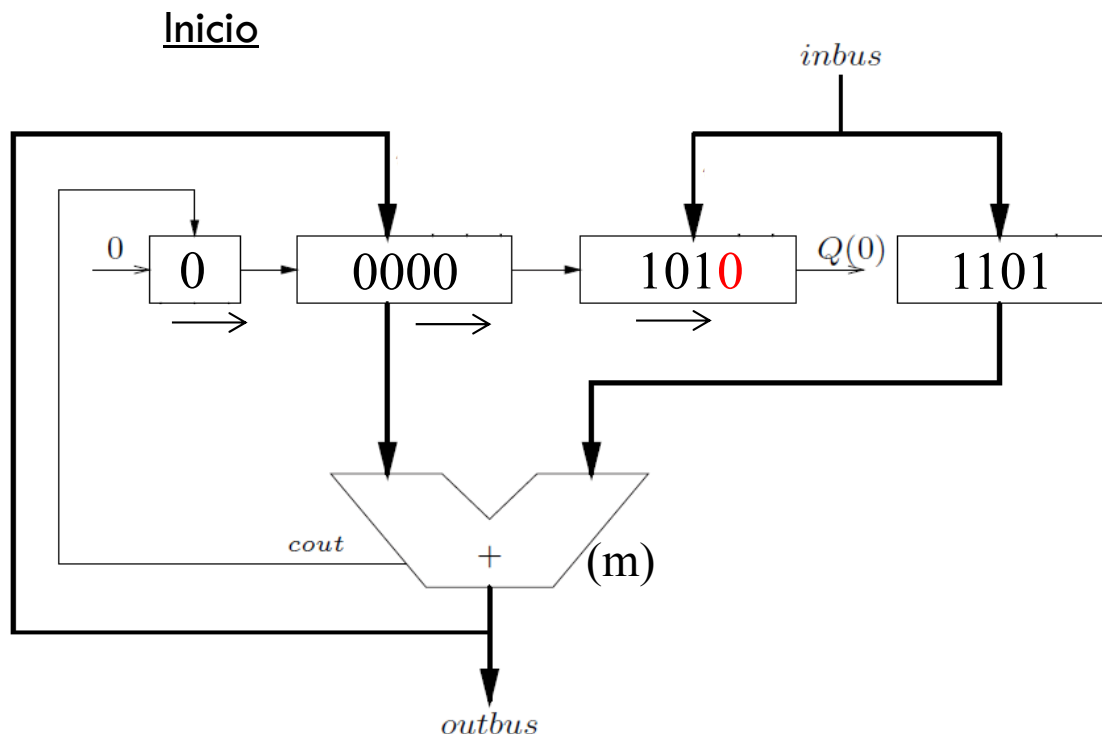 Inicio
inbus
0
0
0000
1010
Q(0)
1101
cout
+
(m)
outbus